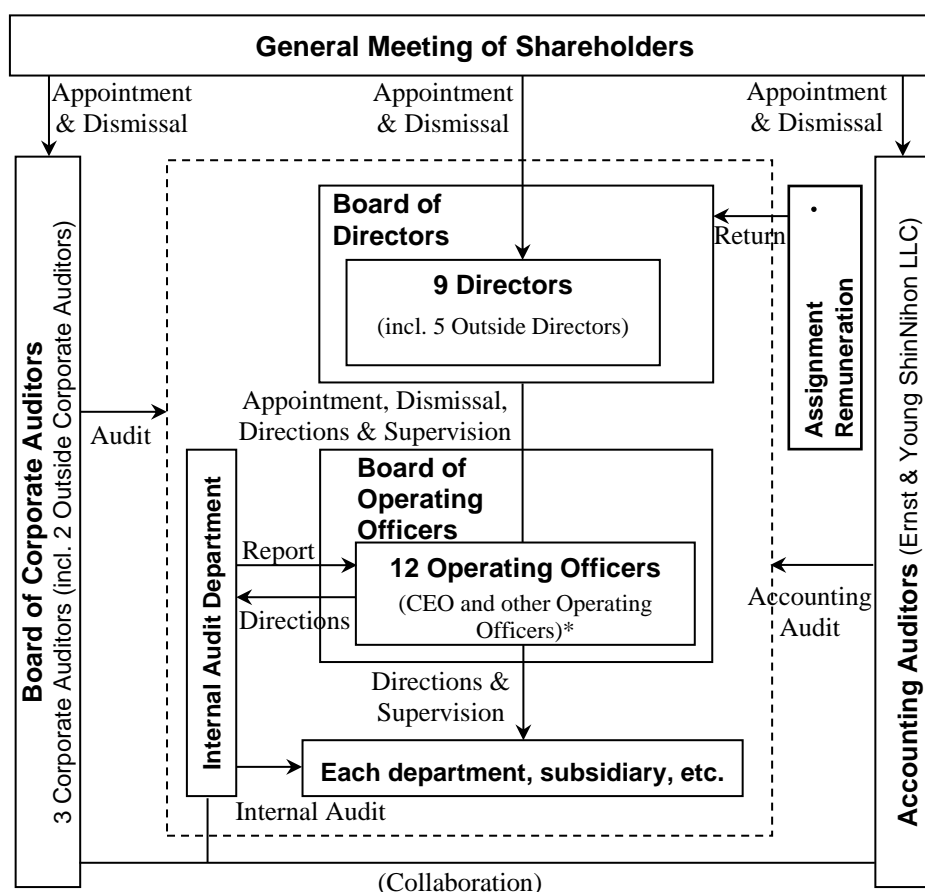 General Meeting of Shareholders
Appointment
& Dismissal
Appointment
& Dismissal
Appointment
& Dismissal
Board of Corporate Auditors
3 Corporate Auditors (incl. 2 Outside Corporate Auditors)
Board of
Directors
9 Directors
(incl. 5 Outside Directors)
Return
・
Assignment
Remuneration
Accounting Auditors (Ernst & Young ShinNihon LLC)
Audit
Appointment, Dismissal,
Directions & Supervision
Internal Audit Department
Board of
Operating
Officers
Report
12 Operating Officers
(CEO and other Operating
Officers)*
Directions
Accounting
Audit
Directions &
Supervision
Each department, subsidiary, etc.
Internal Audit
(Collaboration)